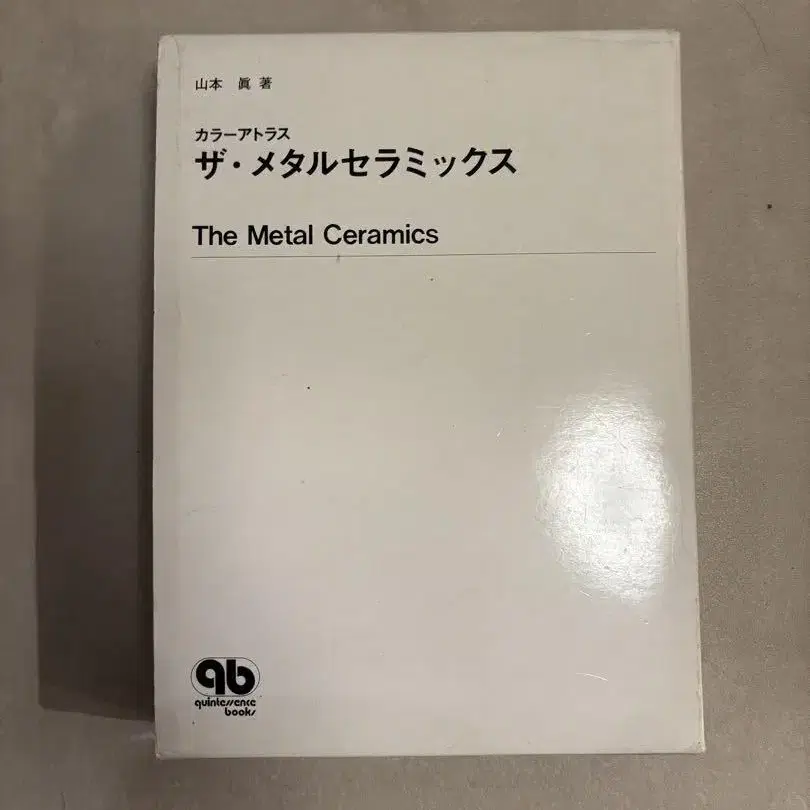 山本 眞 著
カラーアトラス
ザ・メタルセラミックス
The Metal Ceramics
qb
quintessence
books